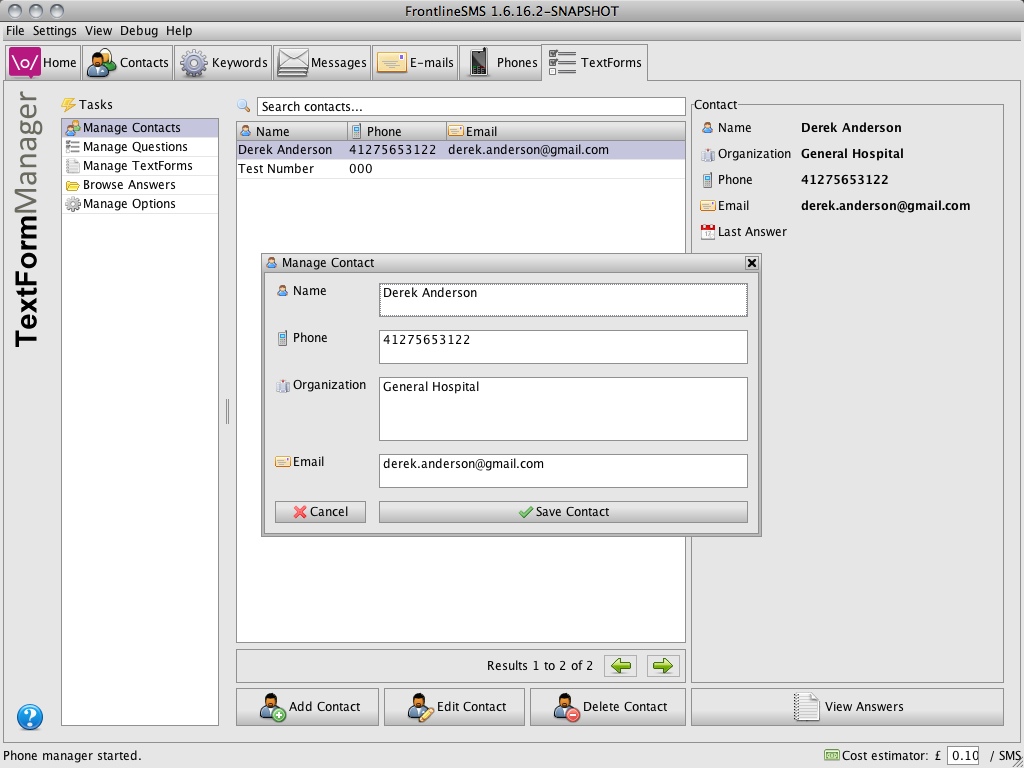 FrontlineSMS 1.6.16.2-SNAPSHOT
File Settings View Debug Help
\o/ Home Contacts Keywords Messages E-mails Phones TextForms
TextFormManager
Tasks
Manage Contacts
Manage Questions
Manage TextForms
Browse Answers
Manage Options
Search contacts...
Name Phone Email
Derek Anderson 41275653122 derek.anderson@gmail.com
Test Number 000
Contact
Name Derek Anderson
Organization General Hospital
Phone 41275653122
Email derek.anderson@gmail.com
Last Answer
Manage Contact
Name Derek Anderson
Phone 41275653122
Organization General Hospital
Email derek.anderson@gmail.com
Cancel Save Contact
Results 1 to 2 of 2
Add Contact Edit Contact Delete Contact View Answers
?
Phone manager started.
Cost estimator: £ 0.10 / SMS